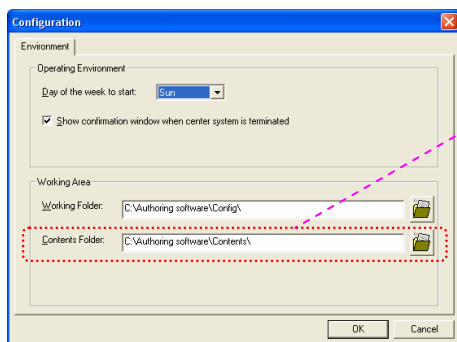 Configuration
Environment
Operating Environment
Day of the week to start: Sun
Show confirmation window when center system is terminated
Working Area
Working Folder: C:\Authoring software\Config\
Contents Folder: C:\Authoring software\Contents\
OK Cancel